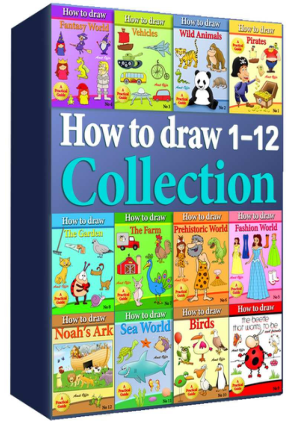 How to draw
How to draw
How to draw
How to draw
Fantasy World
Vehicles
Wild Animals
Pirates
A Practical Guide
How to draw 1-12
Collection
How to draw
How to draw
How to draw
How to draw
The Garden
The Farm
Prehistoric World
Fashion World
How to draw
How to draw
How to draw
How to draw
Noah's Ark
Sea World
Birds
the beetle
that wants to be